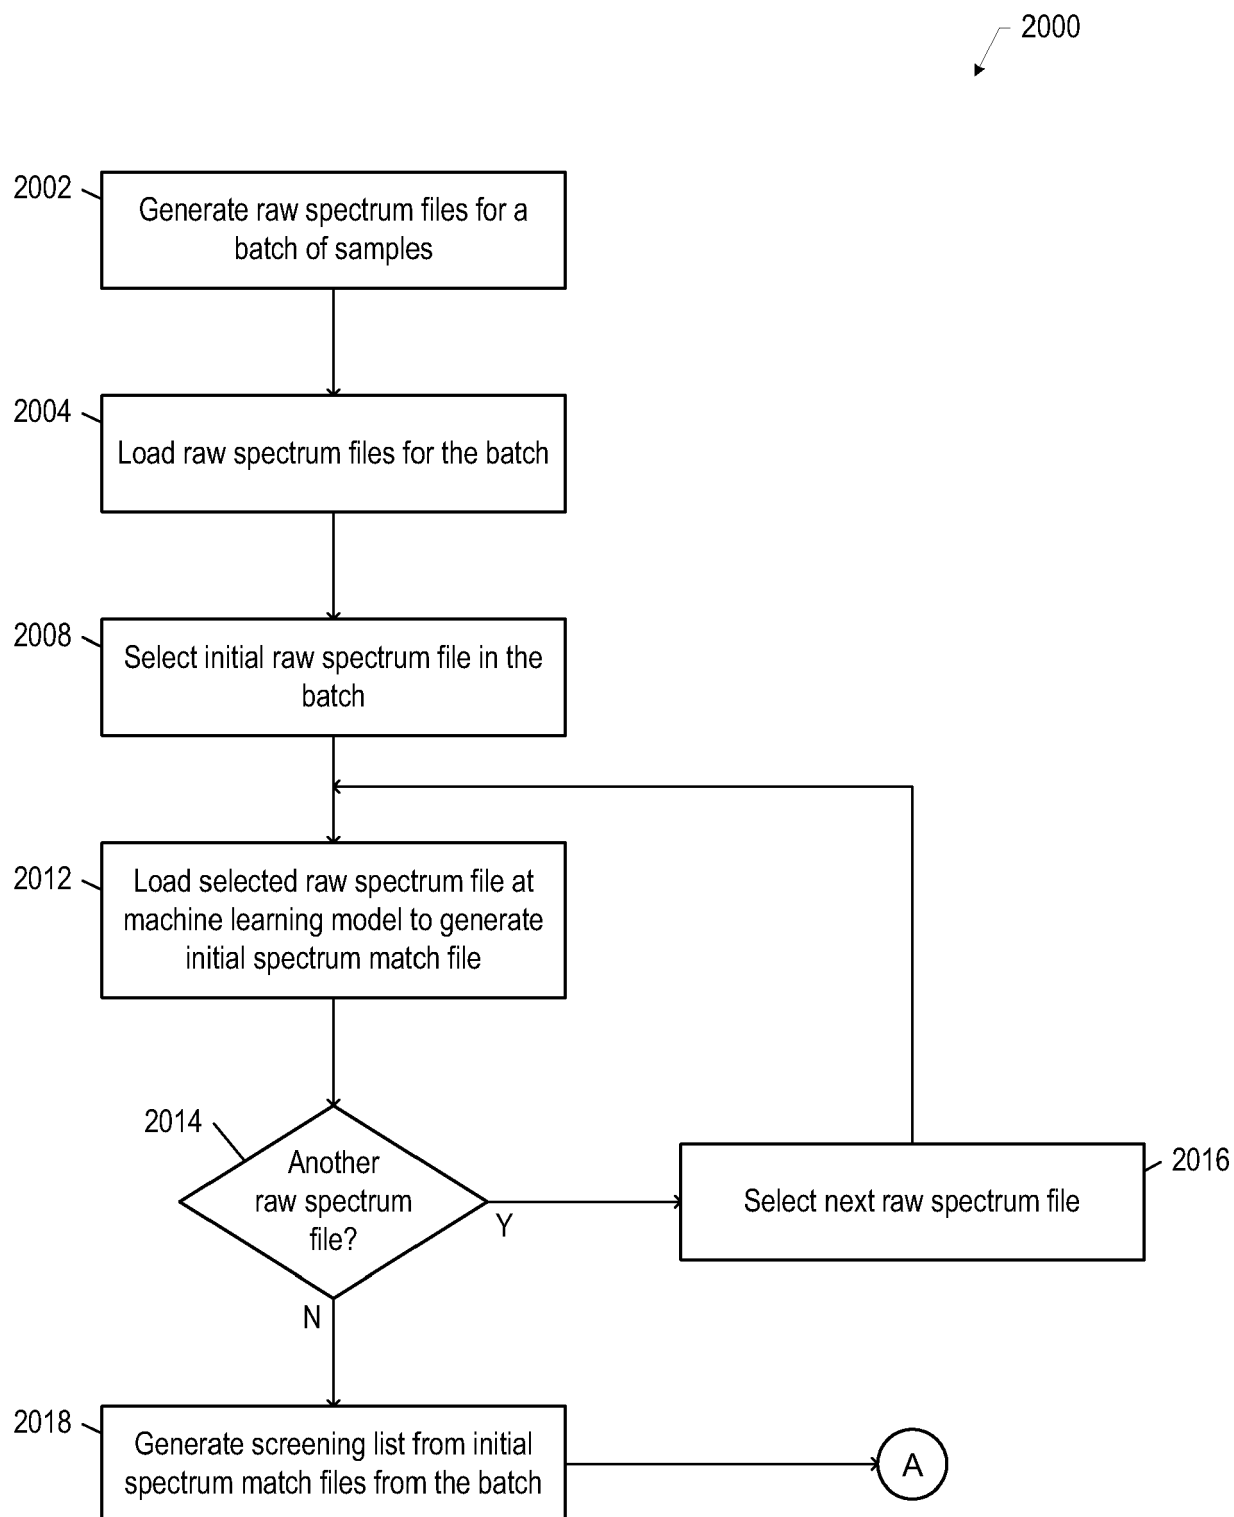 2000
2002
Generate raw spectrum files for a
batch of samples
2004
Load raw spectrum files for the batch
2008
Select initial raw spectrum file in the
batch
2012
Load selected raw spectrum file at
machine learning model to generate
initial spectrum match file
2014
Another
raw spectrum
file?
Y
2016
Select next raw spectrum file
N
2018
Generate screening list from initial
spectrum match files from the batch
A